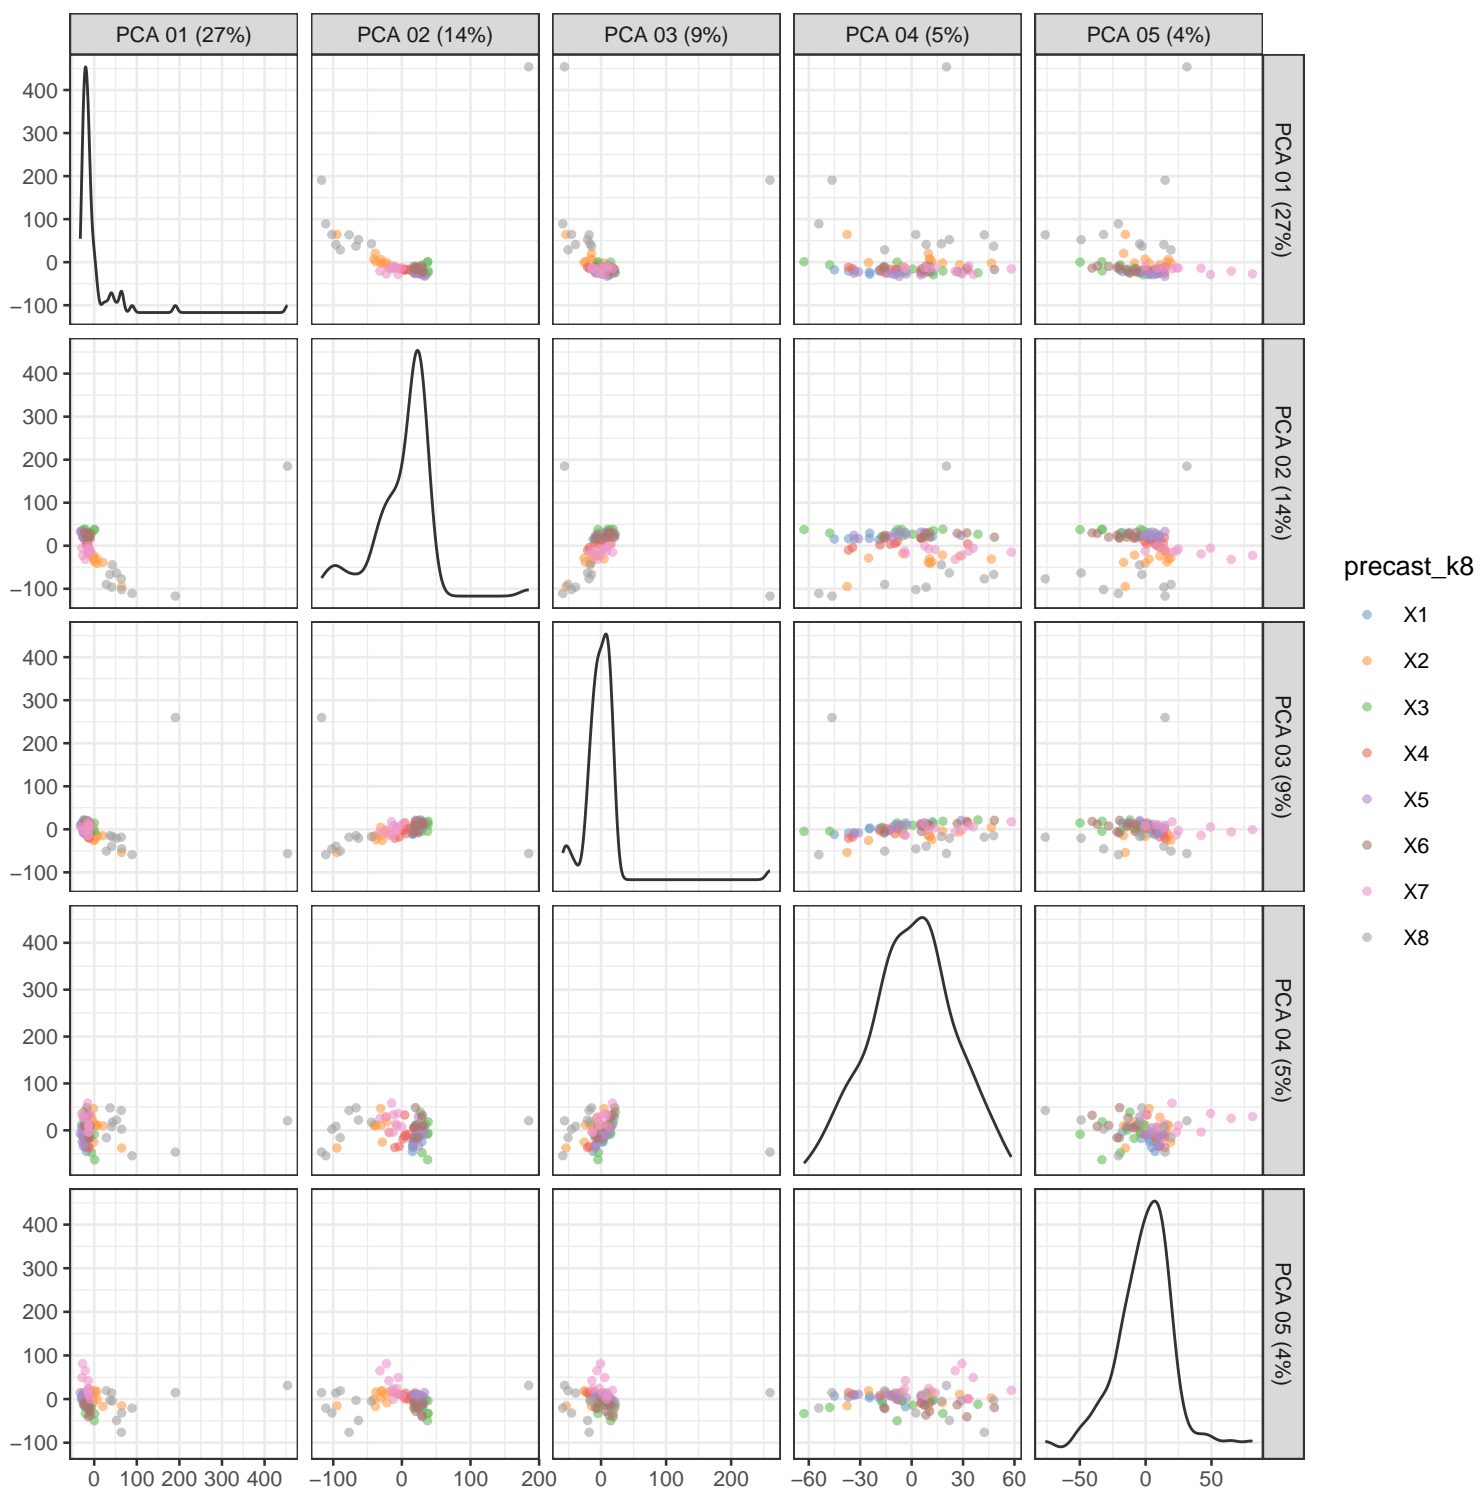 PCA 01 (27%) PCA 02 (14%) PCA 03 (9%) PCA 04 (5%) PCA 05 (4%)
400
300
200
100
0
−100
PCA 01 (27%)
400
300
200
100
0
−100
PCA 02 (14%)
400
300
200
100
0
−100
PCA 03 (9%)
400
300
200
100
0
PCA 04 (5%)
400
300
200
100
0
−100
PCA 05 (4%)
0 100 200 300 400
−100 0 100 200
0 100 200
−60 −30 0 30 60
−50 0 50
precast_k8
X1
X2
X3
X4
X5
X6
X7
X8